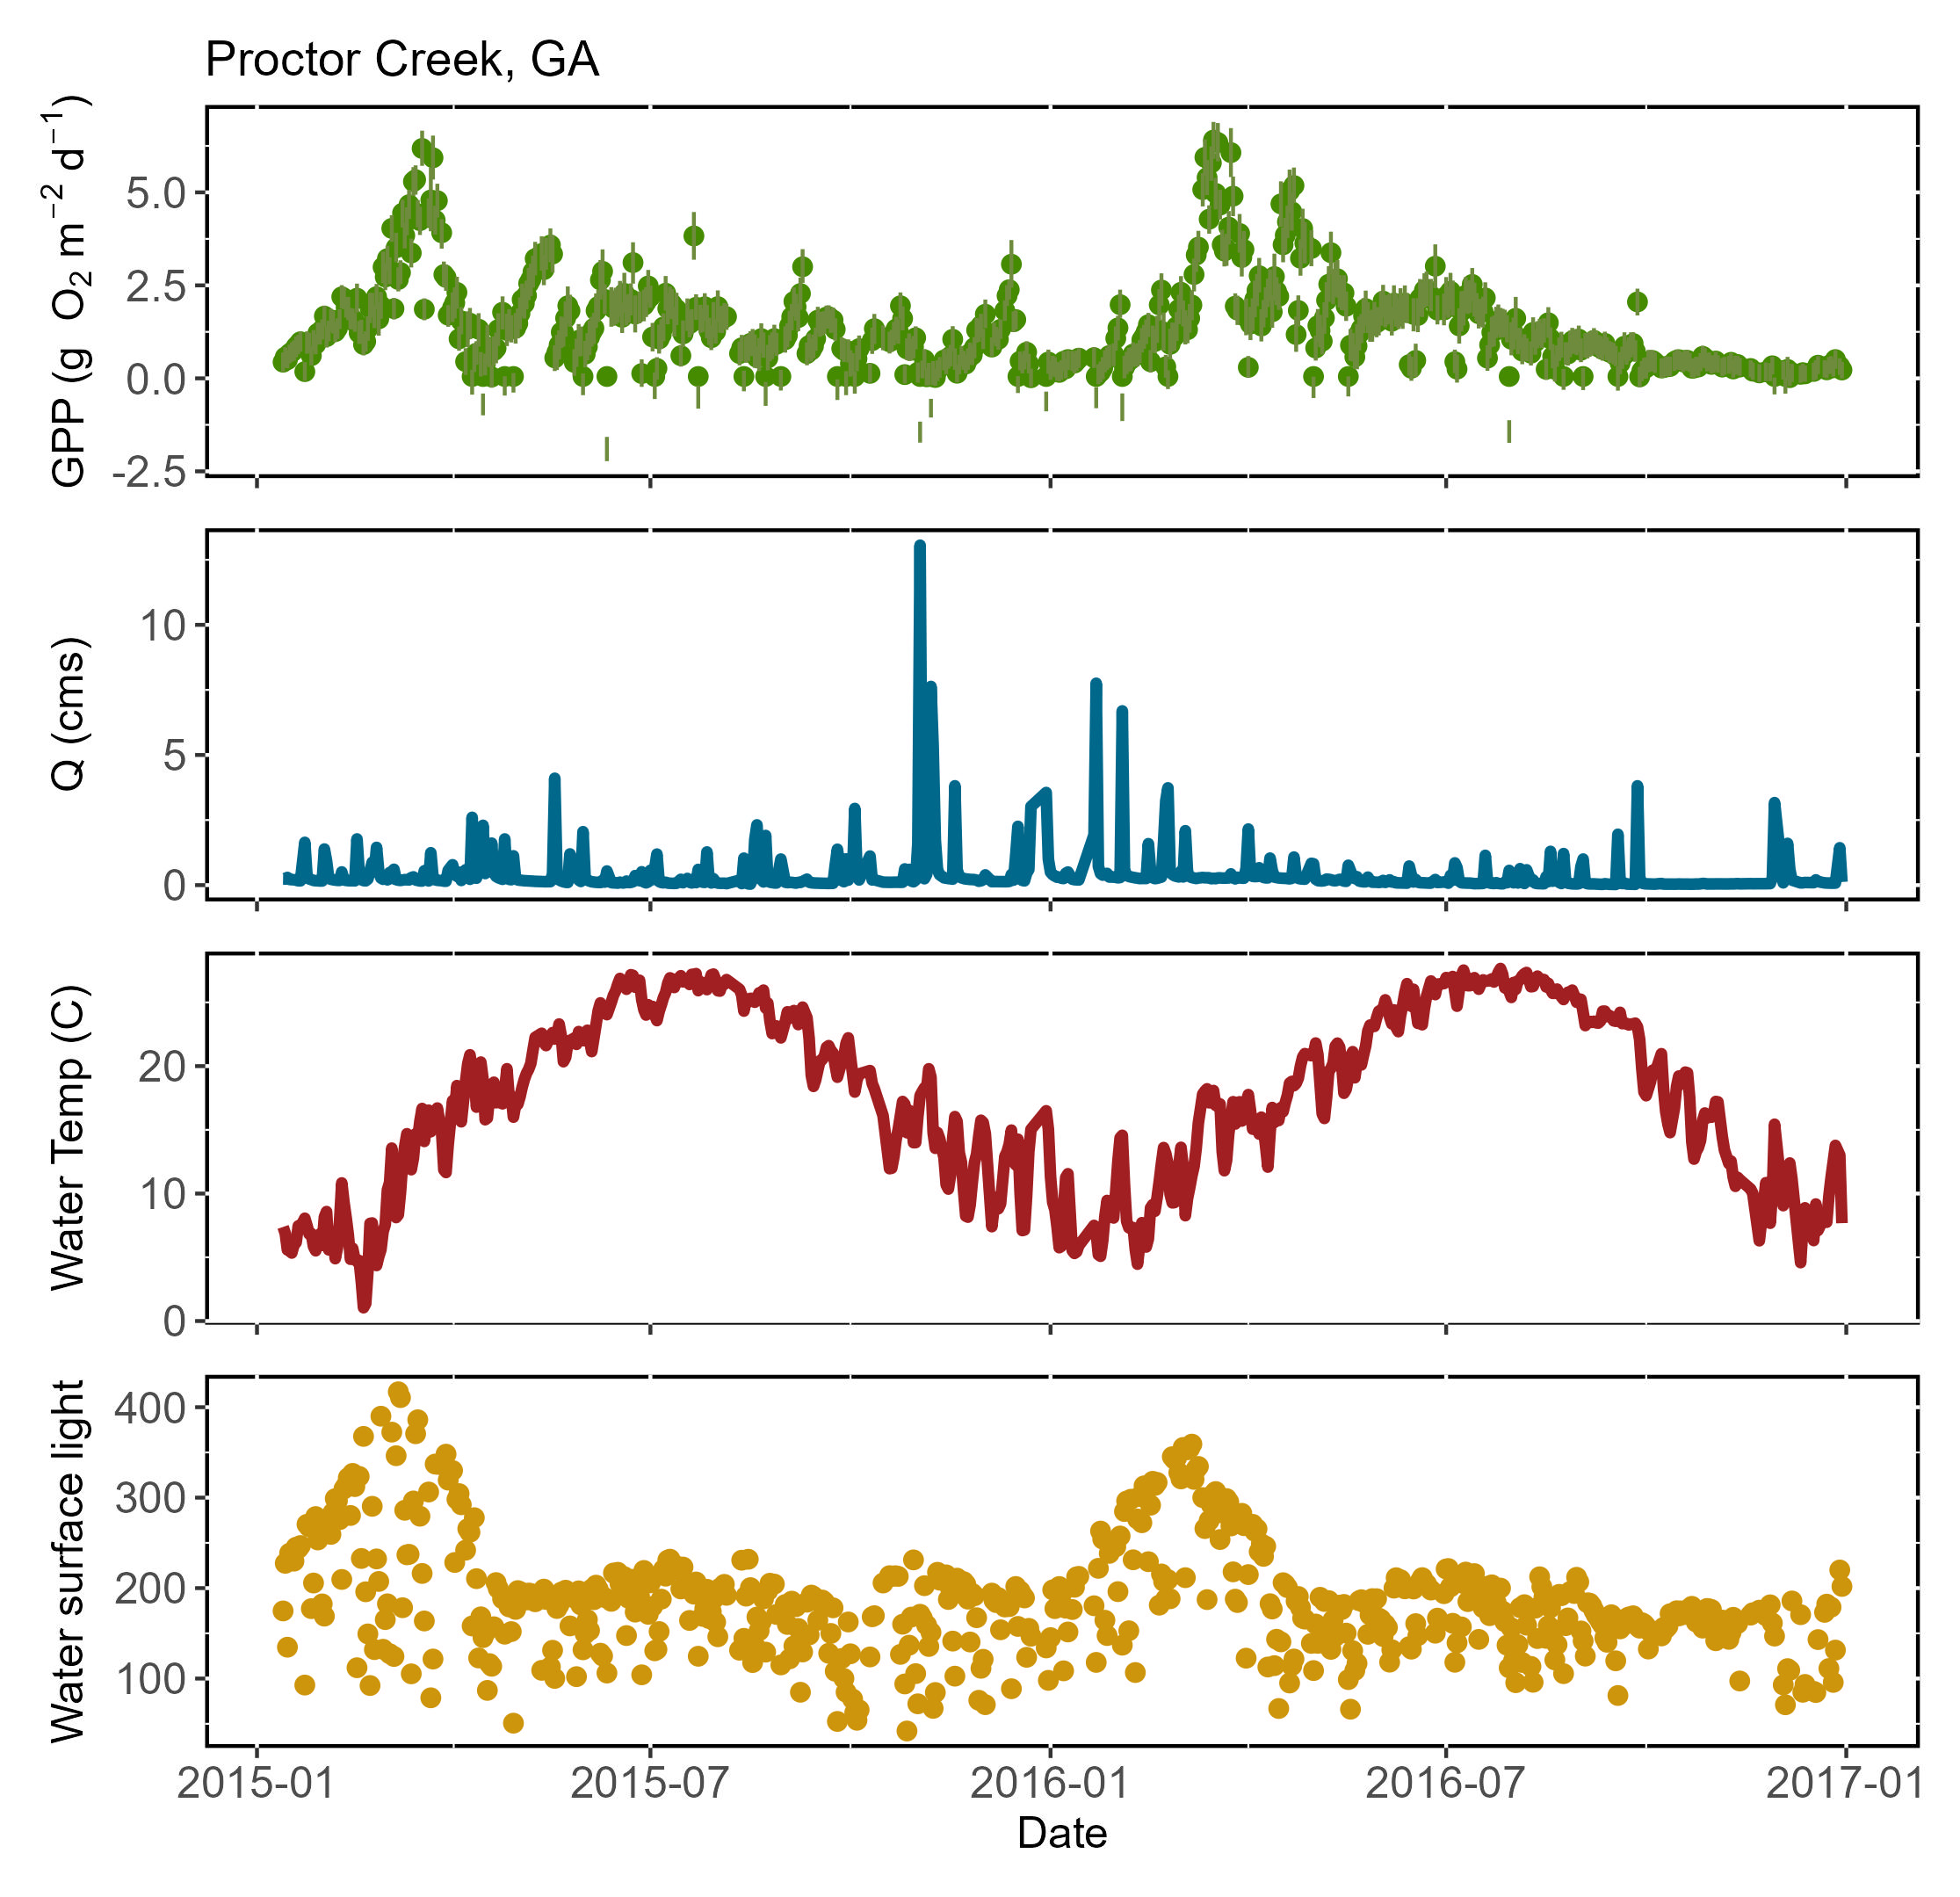 Proctor Creek, GA
GPP (g O₂ m⁻² d⁻¹)
5.0
2.5
0.0
-2.5
Q (cms)
10
5
0
Water Temp (C)
20
10
0
Water surface light
400
300
200
100
2015-01 2015-07 2016-01 2016-07 2017-01
Date